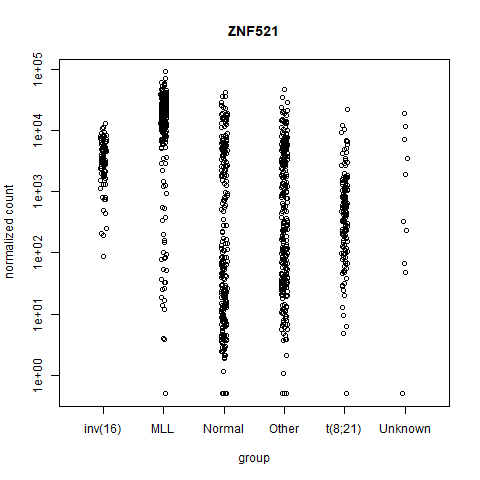 ZNF521
normalized count
1e+05
1e+04
1e+03
1e+02
1e+01
1e+00
inv(16) MLL Normal Other t(8;21) Unknown
group